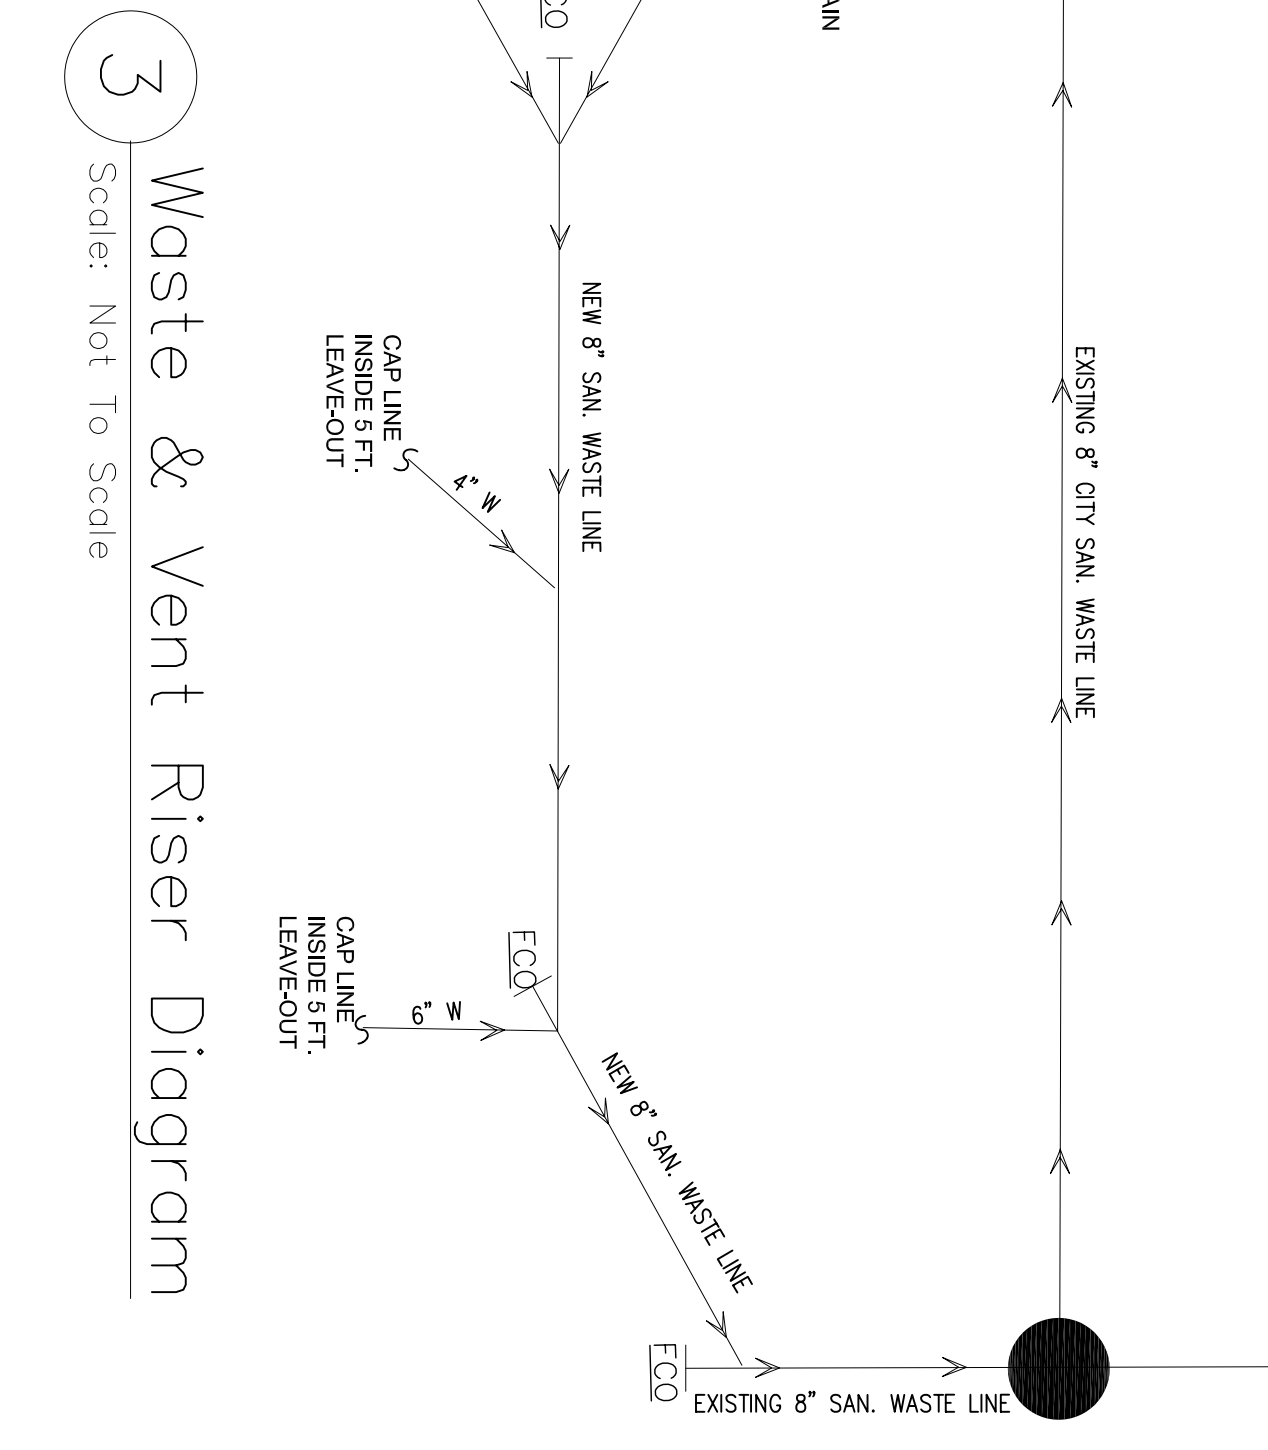 3
Waste & Vent Riser Diagram
Scale: Not To Scale
CO
AIN
NEW 8" SAN. WASTE LINE
EXISTING 8" CITY SAN. WASTE LINE
CAP LINE
INSIDE 5 FT.
LEAVE-OUT
4" W
FCO
CAP LINE
INSIDE 5 FT.
LEAVE-OUT
6" W
NEW 8" SAN. WASTE LINE
FCO
EXISTING 8" SAN. WASTE LINE